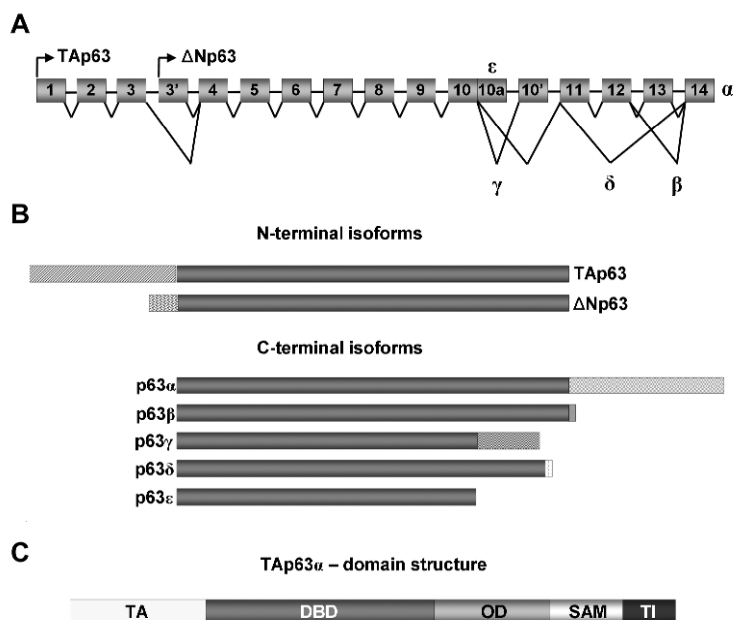 A
TAp63 ΔNp63
ε
1 2 3 3' 4 5 6 7 8 9 10 10a 10' 11 12 13 14 α
γ δ β
B
N-terminal isoforms
TAp63
ΔNp63
C-terminal isoforms
p63α
p63β
p63γ
p63δ
p63ε
C
TAp63α – domain structure
TA DBD OD SAM TI